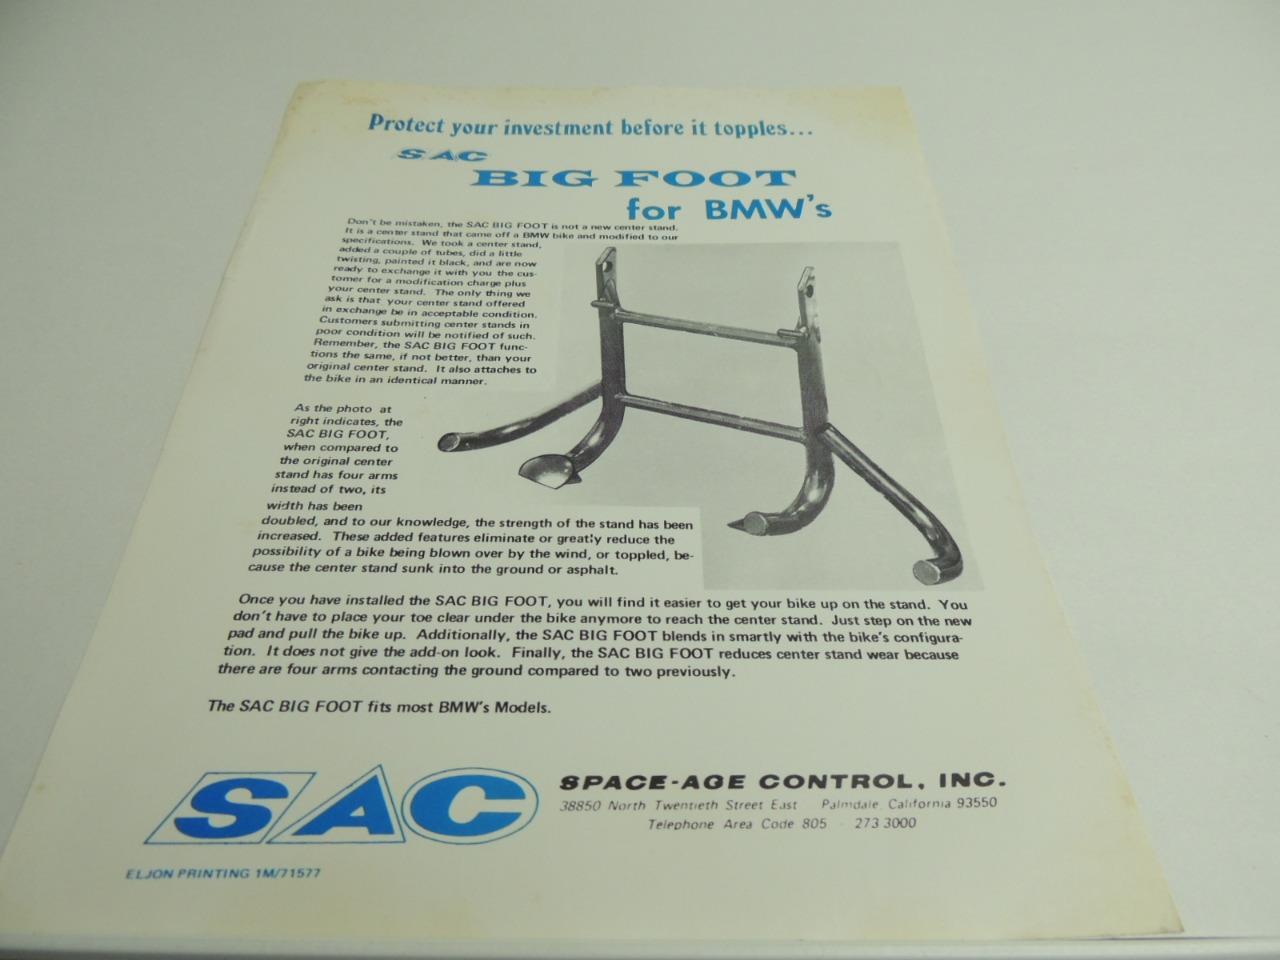 Protect your investment before it topples...
SAC
BIG FOOT
for BMW's
Don't be mistaken, the SAC BIG FOOT is not a new center stand.
It is a center stand that came off a BMW bike and modified to our
specifications. We took a center stand,
added a couple of tubes, did a little
twisting, painted it black, and are now
ready to exchange it with you the cus-
tomer for a modification charge plus
your center stand. The only thing we
ask is that your center stand offered
in exchange be in acceptable condition.
Customers submitting center stands in
poor condition will be notified of such.
Remember, the SAC BIG FOOT func-
tions the same, if not better, than your
original center stand. It also attaches to
the bike in an identical manner.
As the photo at
right indicates, the
SAC BIG FOOT,
when compared to
the original center
stand has four arms
instead of two, its
width has been
doubled, and to our knowledge, the strength of the stand has been
increased. These added features eliminate or greatly reduce the
possibility of a bike being blown over by the wind, or toppled, be-
cause the center stand sunk into the ground or asphalt.
Once you have installed the SAC BIG FOOT, you will find it easier to get your bike up on the stand. You
don't have to place your toe clear under the bike anymore to reach the center stand. Just step on the new
pad and pull the bike up. Additionally, the SAC BIG FOOT blends in smartly with the bike's configura-
tion. It does not give the add-on look. Finally, the SAC BIG FOOT reduces center stand wear because
there are four arms contacting the ground compared to two previously.
The SAC BIG FOOT fits most BMW's Models.
SAC
SPACE-AGE CONTROL, INC.
38850 North Twentieth Street East Palmdale, California 93550
Telephone Area Code 805 273 3000
ELJON PRINTING 1M/71577